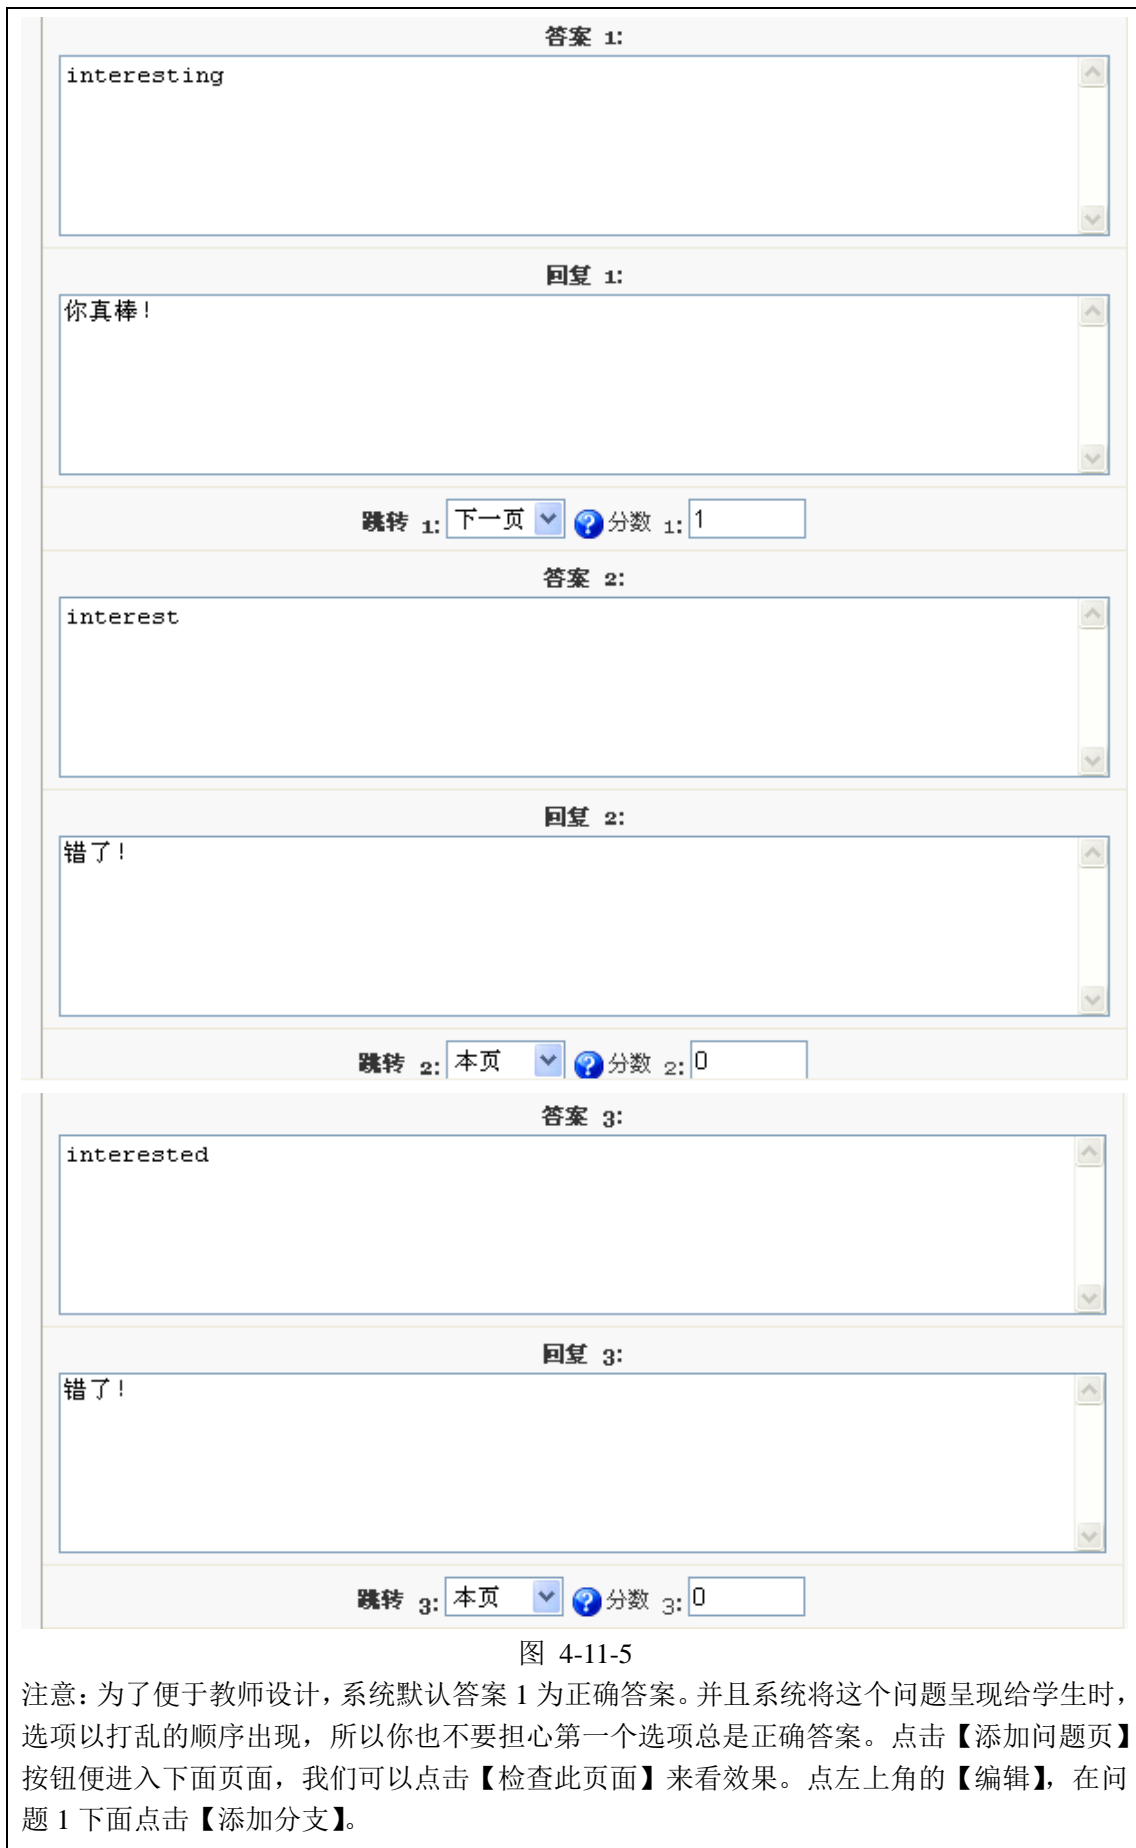 答案 1:
interesting
回复 1:
你真棒!
跳转 1: 下一页 分数 1: 1
答案 2:
interest
回复 2:
错了!
跳转 2: 本页 分数 2: 0
答案 3:
interested
回复 3:
错了!
跳转 3: 本页 分数 3: 0
图 4-11-5
注意：为了便于教师设计，系统默认答案 1 为正确答案。并且系统将这个问题呈现给学生时，
选项以打乱的顺序出现，所以你也不要担心第一个选项总是正确答案。点击【添加问题页】
按钮便进入下面页面，我们可以点击【检查此页面】来看效果。点左上角的【编辑】，在问
题 1 下面点击【添加分支】。